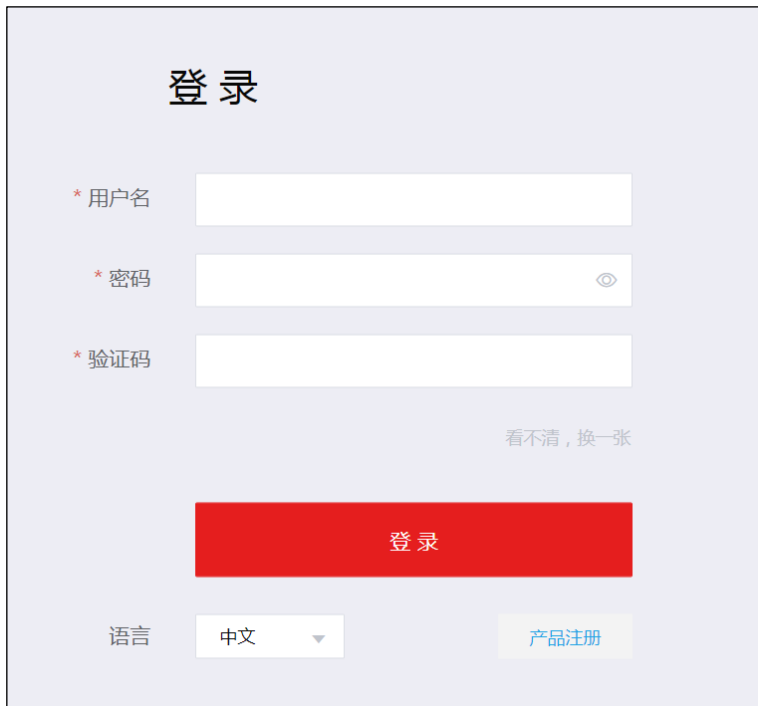 登 录
* 用户名
* 密码
* 验证码
看不清，换一张
登 录
语言 中文 产品注册